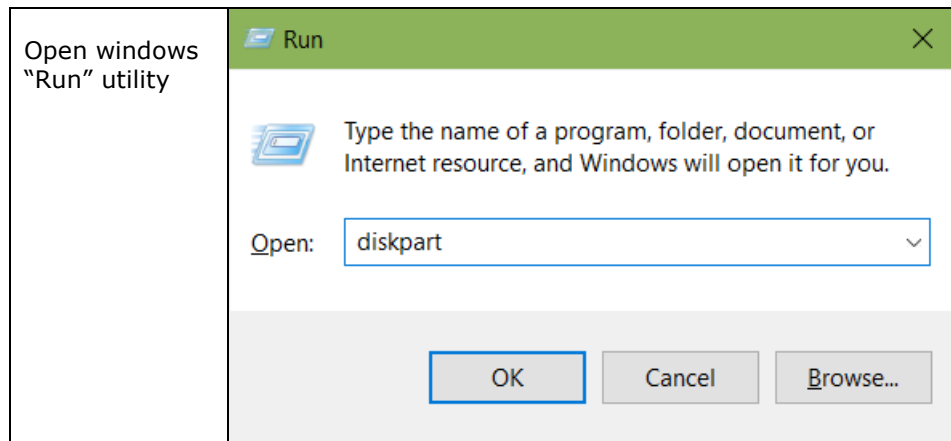 Open windows
“Run” utility
Run
Type the name of a program, folder, document, or
Internet resource, and Windows will open it for you.
Open:
diskpart
OK
Cancel
Browse...